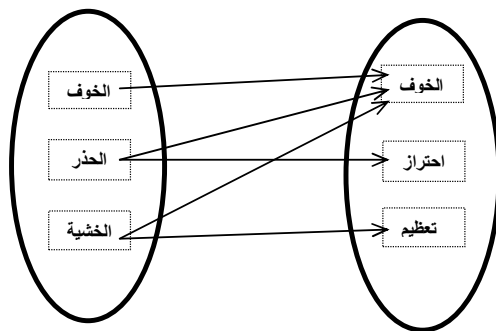 الخوف
الخوف
الحذر
احتراز
الخشية
تعظيم